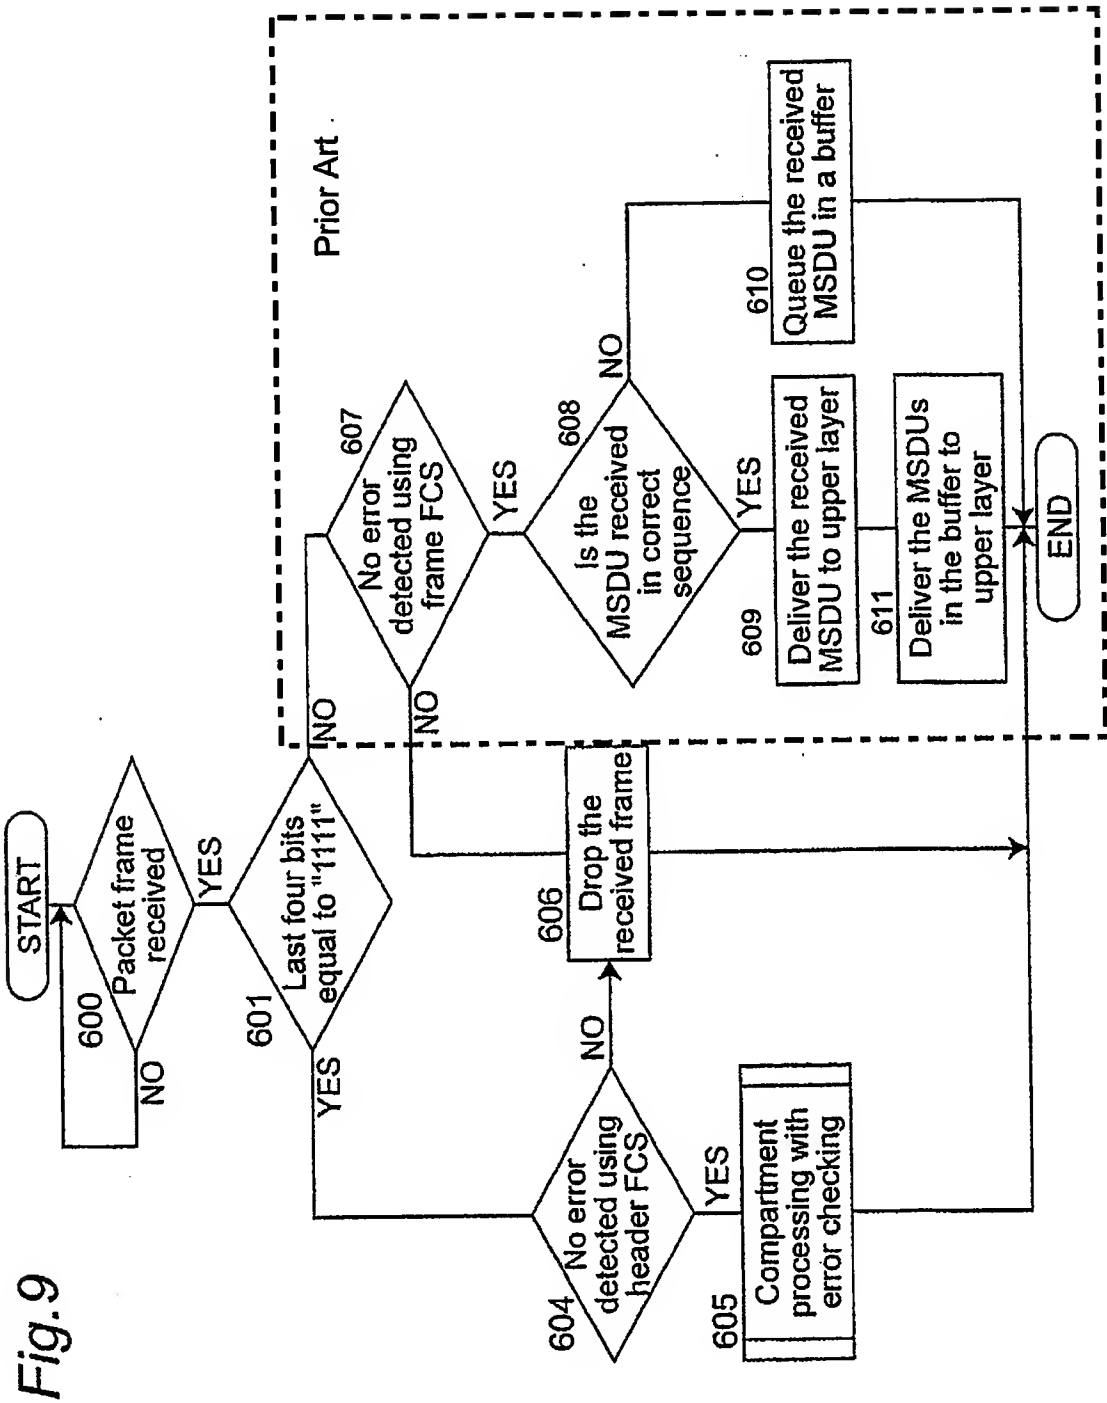 Fig.9
START
600
Packet frame
received
NO
YES
601
Last four bits
equal to "1111"
YES
NO
Prior Art
604
No error
detected using
header FCS
NO
YES
605
Compartment
processing with
error checking
606
Drop the
received frame
607
No error
detected using
frame FCS
NO
YES
608
Is the
MSDU received
in correct
sequence
NO
YES
609
Deliver the received
MSDU to upper layer
610
Queue the received
MSDU in a buffer
611
Deliver the MSDUs
in the buffer to
upper layer
END